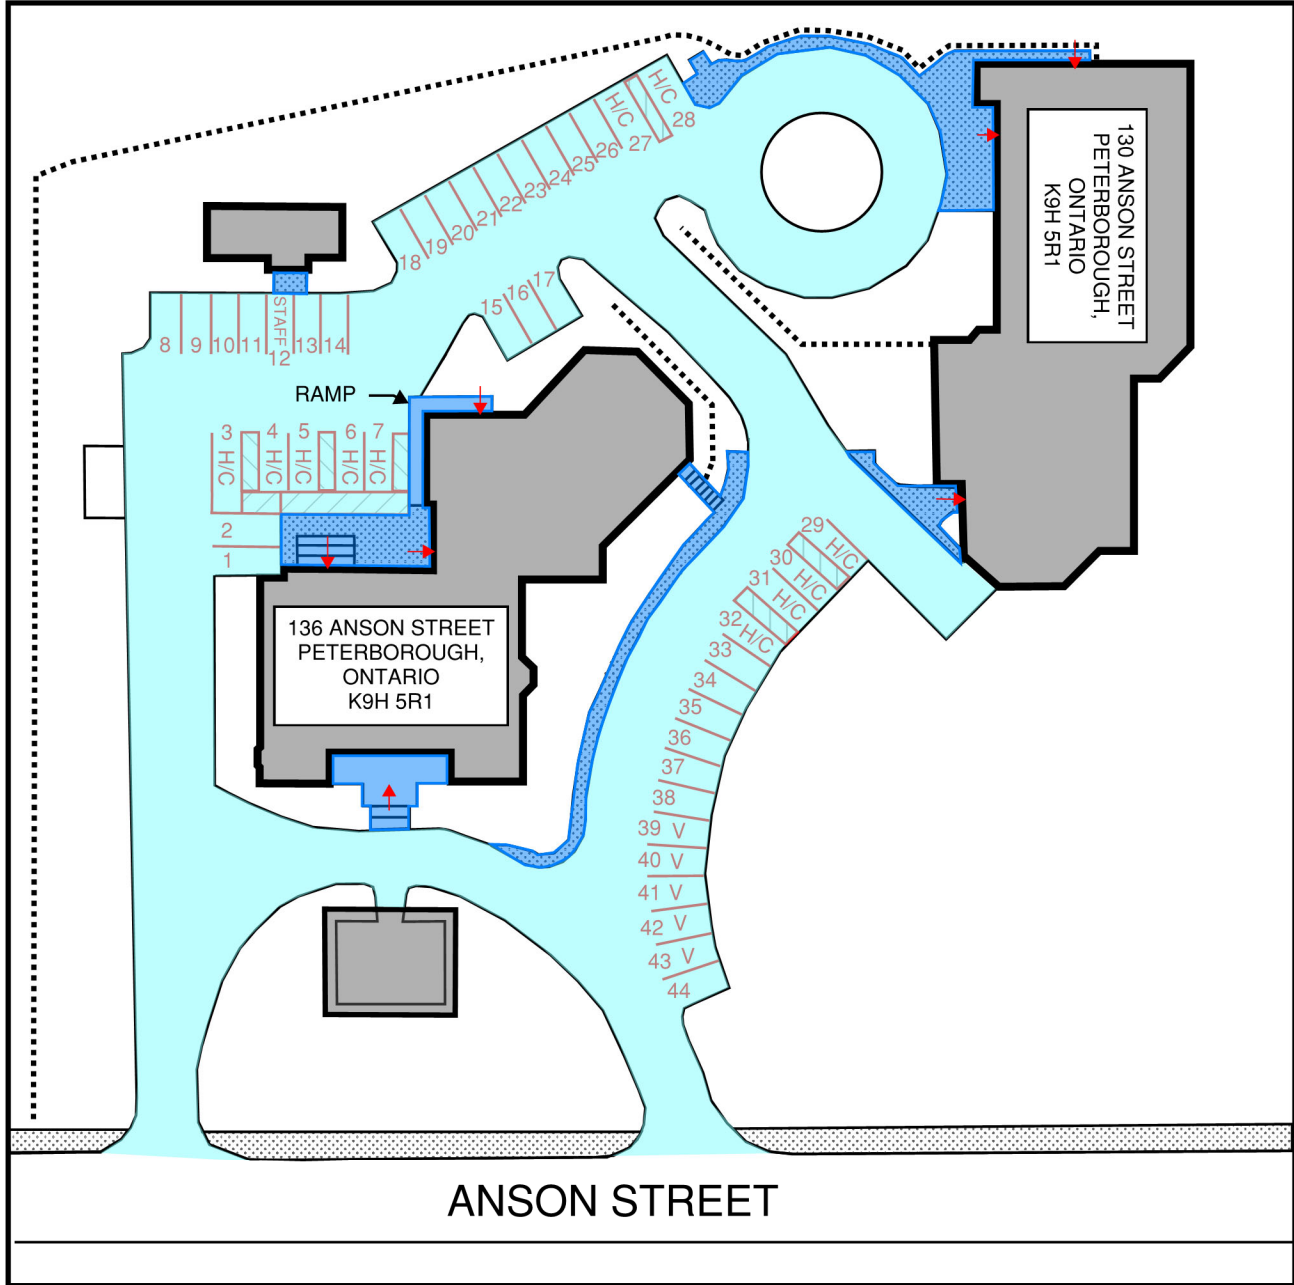 H/C
H/C
28
27
26
25
24
23
22
21
20
19
18
17
16
15
130 ANSON STREET
PETERBOROUGH,
ONTARIO
K9H 5R1
8
9
10
11
STAFF
12
13
14
RAMP
3
4
5
6
7
H/C
H/C
H/C
H/C
H/C
2
1
29
30
31
32
33
H/C
H/C
H/C
H/C
34
35
36
37
38
39 V
40 V
41 V
42 V
43 V
44
136 ANSON STREET
PETERBOROUGH,
ONTARIO
K9H 5R1
ANSON STREET